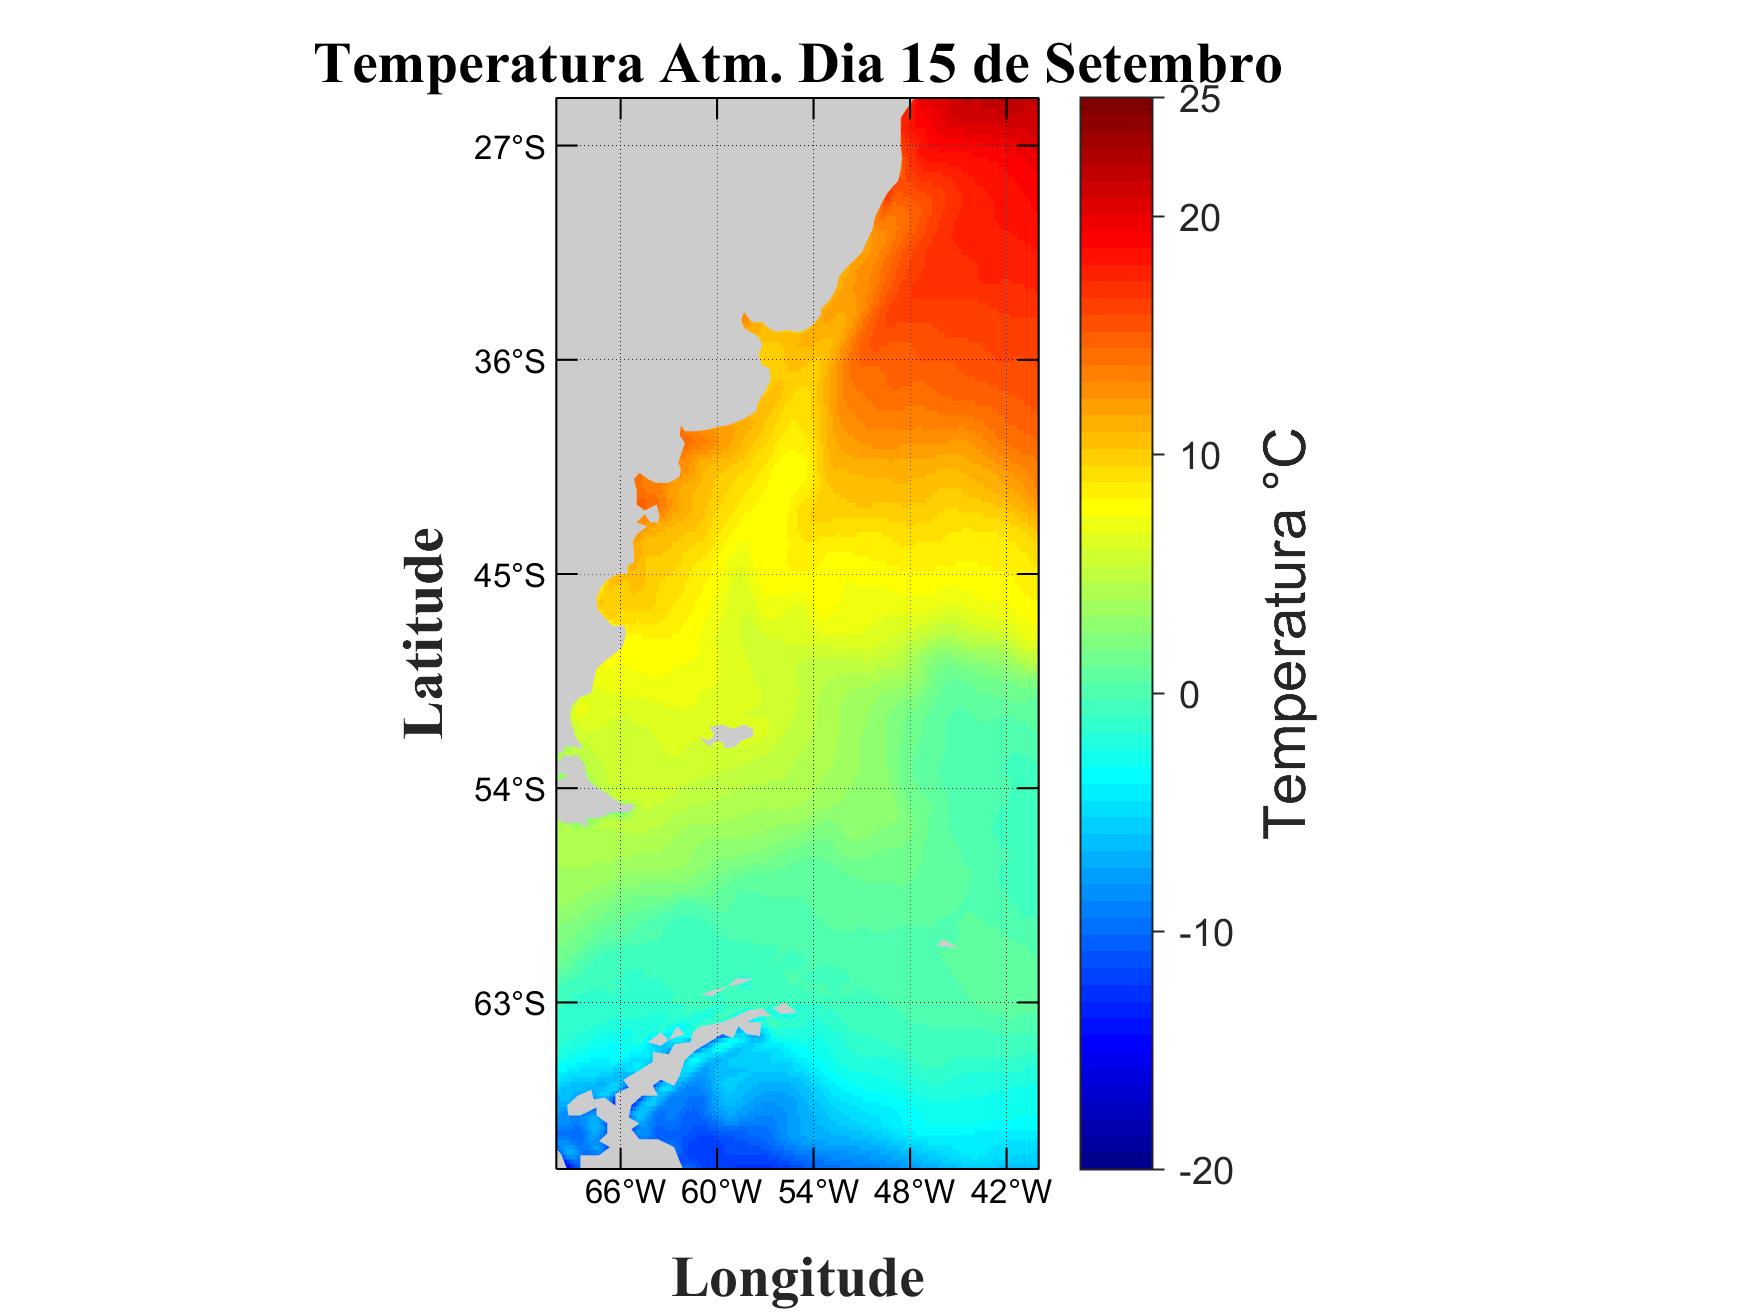 Temperatura Atm. Dia 15 de Setembro
27°S
36°S
45°S
54°S
63°S
Latitude
66°W 60°W 54°W 48°W 42°W
Longitude
25
20
10
0
-10
-20
Temperatura °C